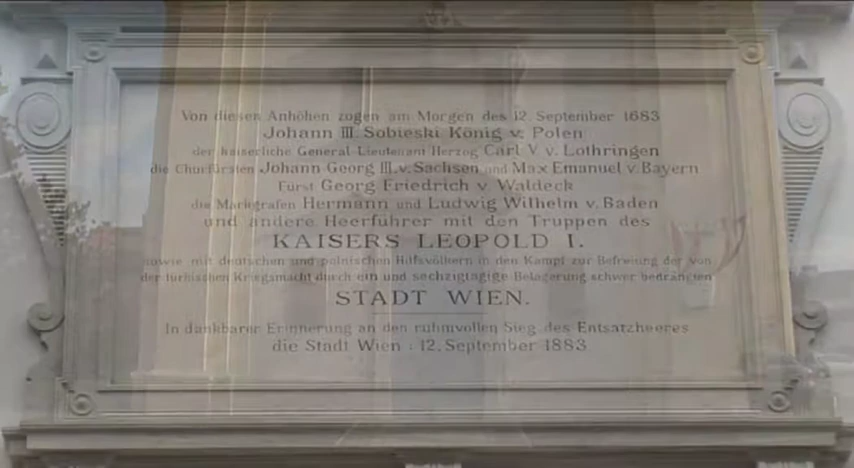 Von diesen Anhöhen zogen am Morgen des 12. September 1683
Johann III. Sobieski König v. Polen
der kaiserliche General-Lieutenant Herzog Carl V. v. Lothringen
die Churfürsten Johann Georg III. v. Sachsen und Max Emanuel v. Bayern
Fürst Georg Friedrich v. Waldeck
die Markgrafen Hermann und Ludwig Wilhelm v. Baden
und andere Heerführer mit den Truppen des
KAISERS LEOPOLD I.
sowie mit deutschen und polnischen Hilfsvölkern in den Kampf zur Befreiung der von
der türkischen Kriegsmacht durch ein und sechzigtägige Belagerung schwer bedrängten
STADT WIEN.
In dankbarer Erinnerung an den ruhmvollen Sieg des Entsatzheeres
die Stadt Wien : 12. September 1883